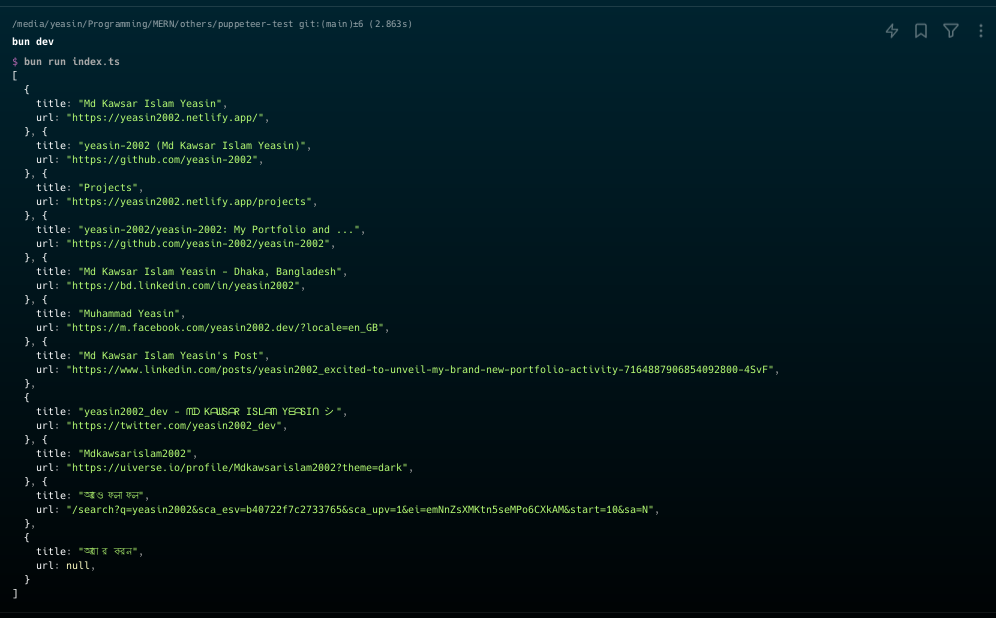 /media/yeasin/Programming/MERN/others/puppeteer-test git:(main)±6 (2.863s)
bun dev
$ bun run index.ts
[
  {
    title: "Md Kawsar Islam Yeasin",
    url: "https://yeasin2002.netlify.app/",
  }, {
    title: "yeasin-2002 (Md Kawsar Islam Yeasin)",
    url: "https://github.com/yeasin-2002",
  }, {
    title: "Projects",
    url: "https://yeasin2002.netlify.app/projects",
  }, {
    title: "yeasin-2002/yeasin-2002: My Portfolio and ...",
    url: "https://github.com/yeasin-2002/yeasin-2002",
  }, {
    title: "Md Kawsar Islam Yeasin - Dhaka, Bangladesh",
    url: "https://bd.linkedin.com/in/yeasin2002",
  }, {
    title: "Muhammad Yeasin",
    url: "https://m.facebook.com/yeasin2002.dev/?locale=en_GB",
  }, {
    title: "Md Kawsar Islam Yeasin's Post",
    url: "https://www.linkedin.com/posts/yeasin2002_excited-to-unveil-my-brand-new-portfolio-activity-7164887906854092800-4SvF",
  },
  {
    title: "yeasin2002_dev - ᗰD KᗩᗯSᗩR ISᒪᗩᗰ YEᗩSIᑎ シ",
    url: "https://twitter.com/yeasin2002_dev",
  }, {
    title: "Mdkawsarislam2002",
    url: "https://uiverse.io/profile/Mdkawsarislam2002?theme=dark",
  }, {
    title: "আরও ফলাফল",
    url: "/search?q=yeasin2002&sca_esv=b40722f7c2733765&sca_upv=1&ei=emNnZsXMKtn5seMPo6CXkAM&start=10&sa=N",
  },
  {
    title: " করুন",
    url: null,
  }
]